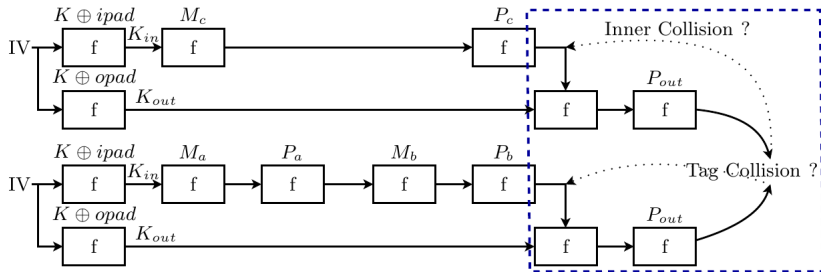 K ⊕ ipad M_c P_c Inner Collision ?
IV f K_in f f
K ⊕ opad P_out
f K_out f f
K ⊕ ipad M_a P_a M_b P_b Tag Collision ?
IV f K_in f f f f
K ⊕ opad P_out
f K_out f f